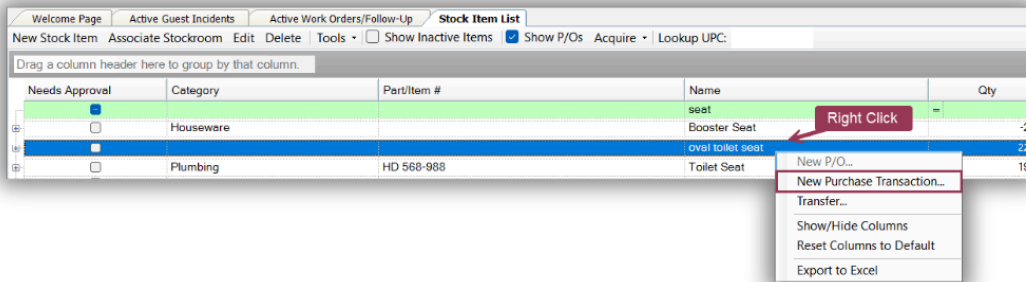 Welcome Page Active Guest Incidents Active Work Orders/Follow-Up Stock Item List
New Stock Item Associate Stockroom Edit Delete Tools Show Inactive Items Show P/Os Acquire Lookup UPC:
Drag a column header here to group by that column.
Needs Approval Category Part/Item # Name Qty
seat =
Houseware Booster Seat -2
Right Click
oval toilet seat 22
Plumbing HD 568-988 Toilet Seat 19
New P/O...
New Purchase Transaction...
Transfer...
Show/Hide Columns
Reset Columns to Default
Export to Excel